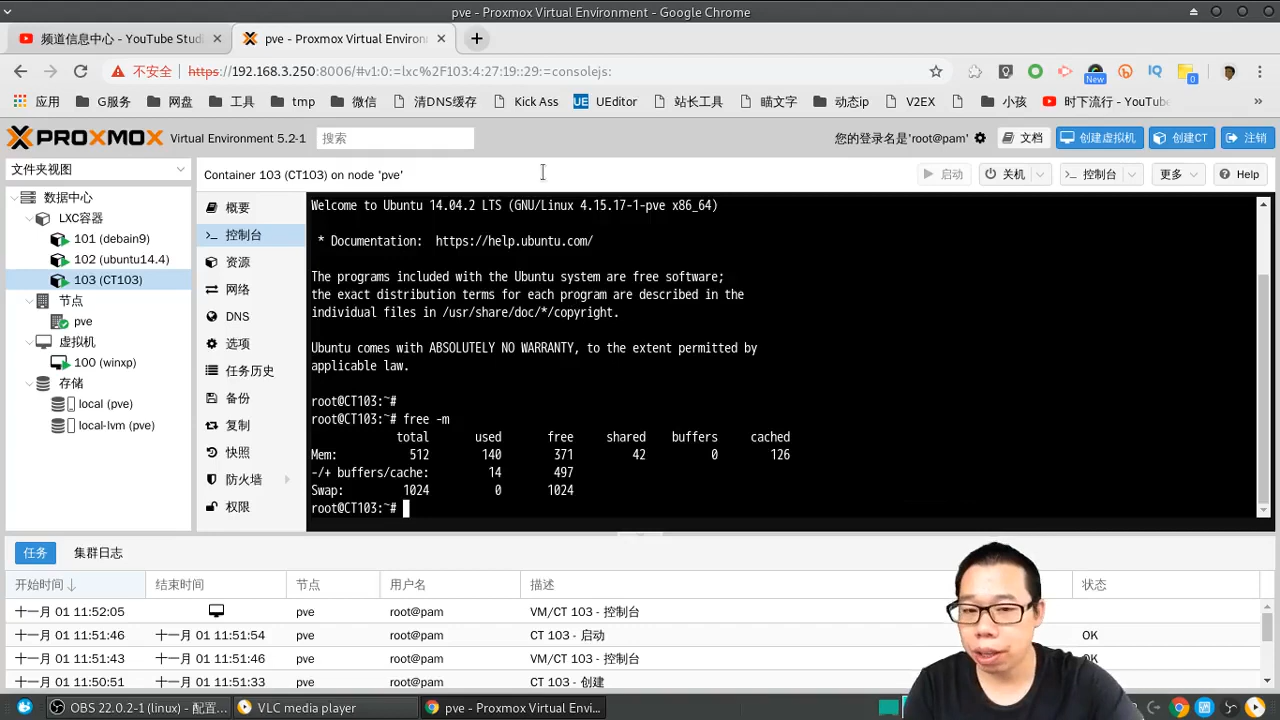 pve - Proxmox Virtual Environment - Google Chrome
频道信息中心 - YouTube Studi
pve - Proxmox Virtual Environ
不安全
https://192.168.3.250:8006/#v1:0:=lxc%2F103:4:27:19::29:=consolejs:
New
0
应用
G服务
网盘
工具
tmp
微信
清DNS缓存
Kick Ass
UE UEditor
站长工具
瞄文字
动态ip
V2EX
小孩
时下流行 - YouTube
PROXMOX Virtual Environment 5.2-1
搜索
您的登录名是'root@pam'
文档
创建虚拟机
创建CT
注销
文件夹视图
Container 103 (CT103) on node 'pve'
启动
关机
控制台
更多
Help
数据中心
LXC容器
101 (debain9)
102 (ubuntu14.4)
103 (CT103)
节点
pve
虚拟机
100 (winxp)
存储
local (pve)
local-lvm (pve)
概要
控制台
资源
网络
DNS
选项
任务历史
备份
复制
快照
防火墙
权限
Welcome to Ubuntu 14.04.2 LTS (GNU/Linux 4.15.17-1-pve x86_64)
* Documentation: https://help.ubuntu.com/
The programs included with the Ubuntu system are free software;
the exact distribution terms for each program are described in the
individual files in /usr/share/doc/*/copyright.
Ubuntu comes with ABSOLUTELY NO WARRANTY, to the extent permitted by
applicable law.
root@CT103:~#
root@CT103:~# free -m
total used free shared buffers cached
Mem: 512 140 371 42 0 126
-/+ buffers/cache: 14 497
Swap: 1024 0 1024
root@CT103:~#
任务
集群日志
开始时间 结束时间 节点 用户名 描述 状态
十一月 01 11:52:05 pve root@pam VM/CT 103 - 控制台
十一月 01 11:51:46 十一月 01 11:51:54 pve root@pam CT 103 - 启动 OK
十一月 01 11:51:43 十一月 01 11:51:46 pve root@pam VM/CT 103 - 控制台 OK
十一月 01 11:50:51 十一月 01 11:51:33 pve root@pam CT 103 - 创建
OBS 22.0.2-1 (linux) - 配置...
VLC media player
pve - Proxmox Virtual Envi...